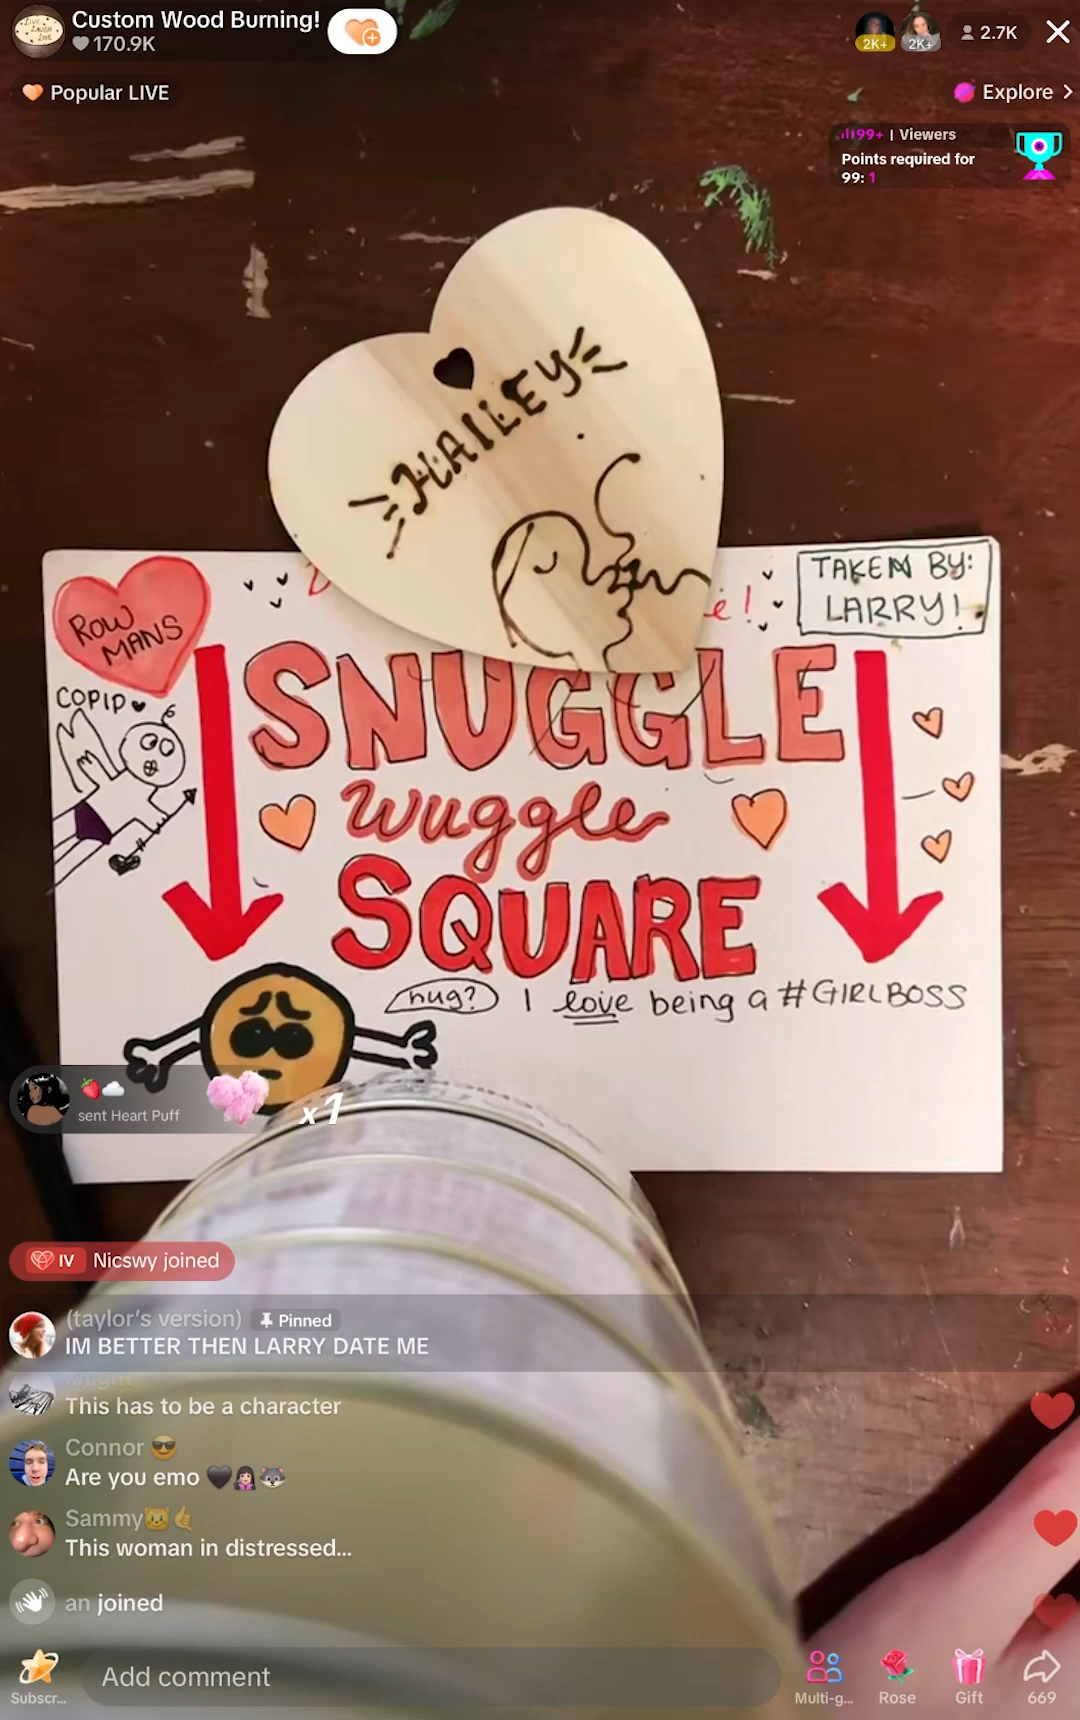 Custom Wood Burning!
170.9K
2K+
2K+
2.7K
Popular LIVE
Explore >
99+ | Viewers
Points required for
99: 1
HAILEY
TAKEN BY:
LARRY!
ROW
MANS
COPIP
SNUGGLE
wuggle
SQUARE
hug? I love being a #GIRLBOSS
sent Heart Puff
x1
IV Nicswy joined
(taylor's version) Pinned
IM BETTER THEN LARRY DATE ME
Knight
This has to be a character
Connor 😎
Are you emo 🖤🧛🏻‍♀️🦝
Sammy🐱🤙
This woman in distressed...
an joined
Add comment
Subscr...
Multi-g...
Rose
Gift
669